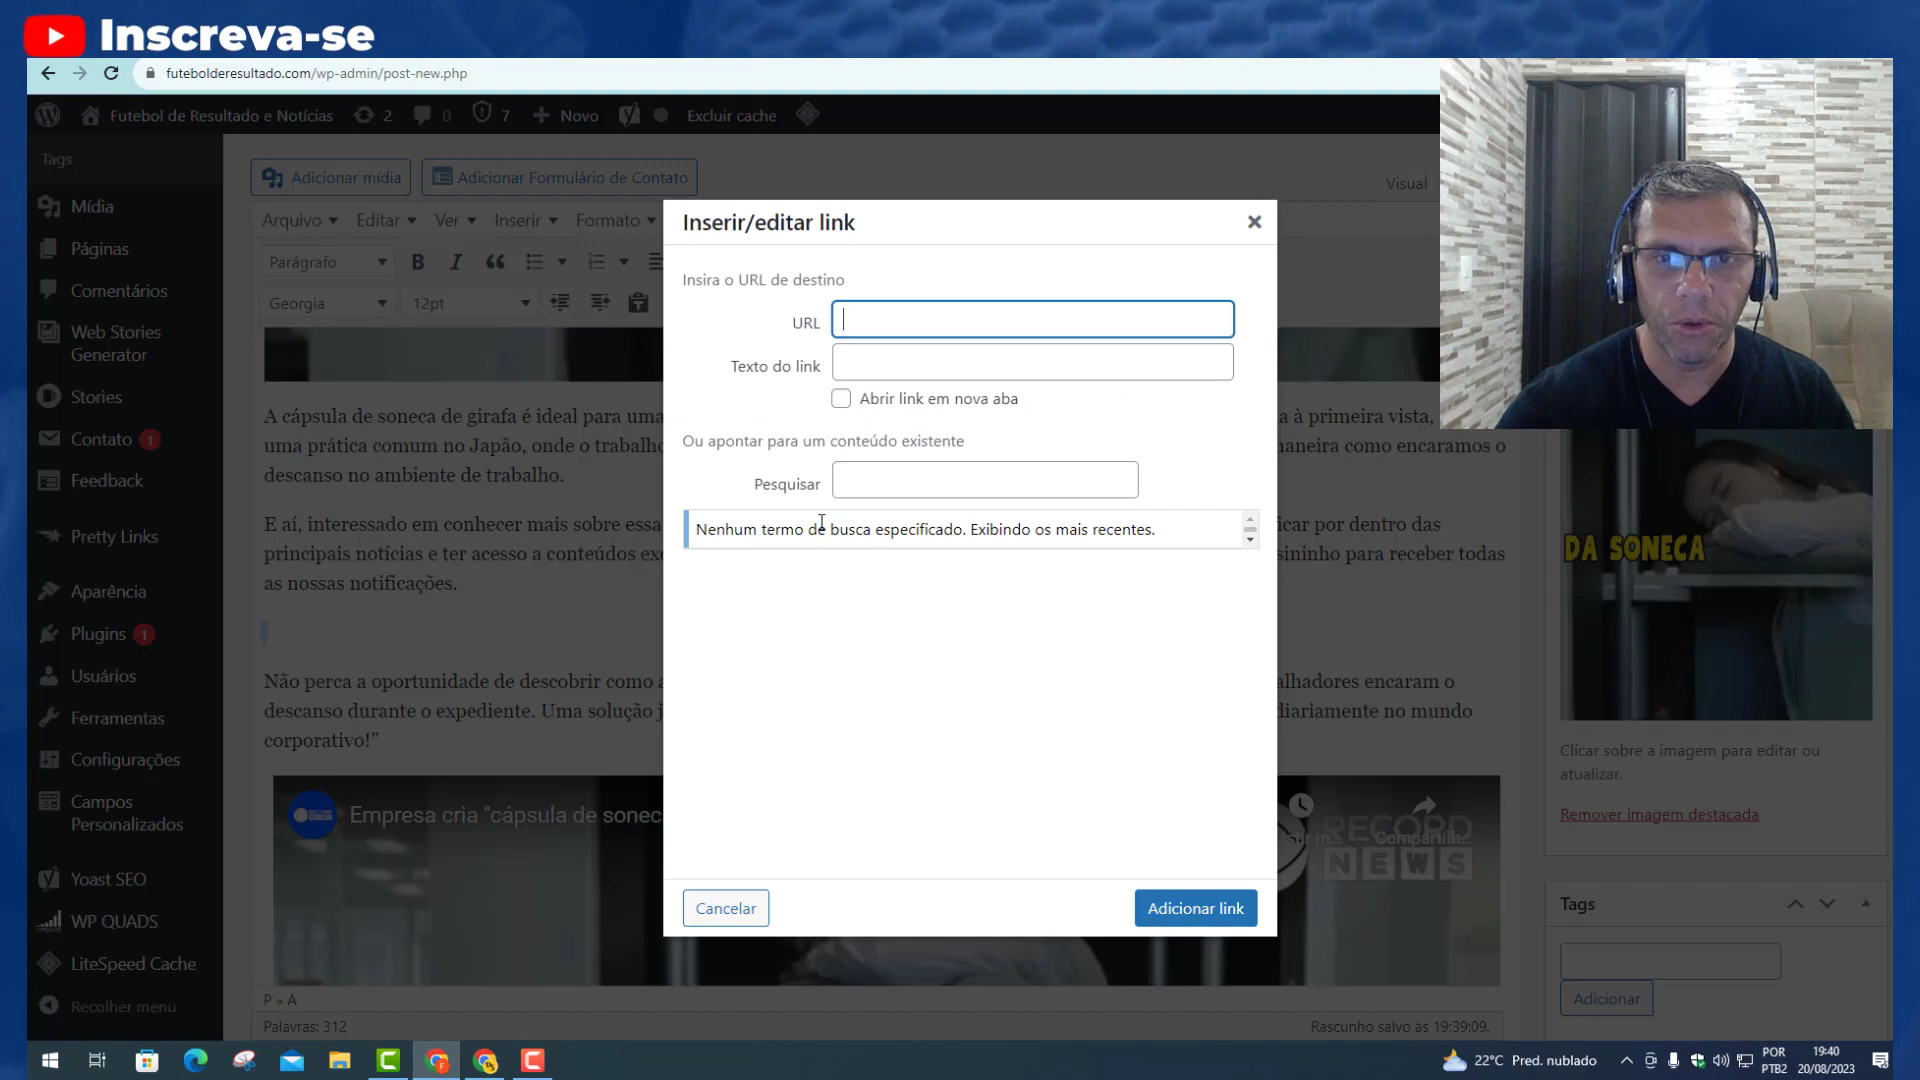 Inscreva-se
futebolderesultado.com/wp-admin/post-new.php
Futebol de Resultado e Notícias 2 0 7 Novo Excluir cache
Tags
Mídia
Páginas
Comentários
Web Stories
Generator
Stories
Contato 1
Feedback
Pretty Links
Aparência
Plugins 1
Usuários
Ferramentas
Configurações
Campos
Personalizados
Yoast SEO
WP QUADS
LiteSpeed Cache
Recolher menu
Adicionar mídia Adicionar Formulário de Contato Visual
Arquivo Editar Ver Inserir Formato
Parágrafo B I
Georgia 12pt
A cápsula de soneca de girafa é ideal para uma à primeira vista,
uma prática comum no Japão, onde o trabalho aneira como encaramos o
descanso no ambiente de trabalho.
E aí, interessado em conhecer mais sobre essa icar por dentro das
principais notícias e ter acesso a conteúdos ex sininho para receber todas
as nossas notificações.
Não perca a oportunidade de descobrir como a alhadores encaram o
descanso durante o expediente. Uma solução j diariamente no mundo
corporativo!"
Empresa cria "cápsula de sonec
Compartilh...
RECORD
NEWS
P » A
Palavras: 312 Rascunho salvo às 19:39:09.
Inserir/editar link
Insira o URL de destino
URL
Texto do link
Abrir link em nova aba
Ou apontar para um conteúdo existente
Pesquisar
Nenhum termo de busca especificado. Exibindo os mais recentes.
Cancelar Adicionar link
DA SONECA
Clicar sobre a imagem para editar ou
atualizar.
Remover imagem destacada
Tags
Adicionar
22°C Pred. nublado
POR
PTB2
19:40
20/08/2023